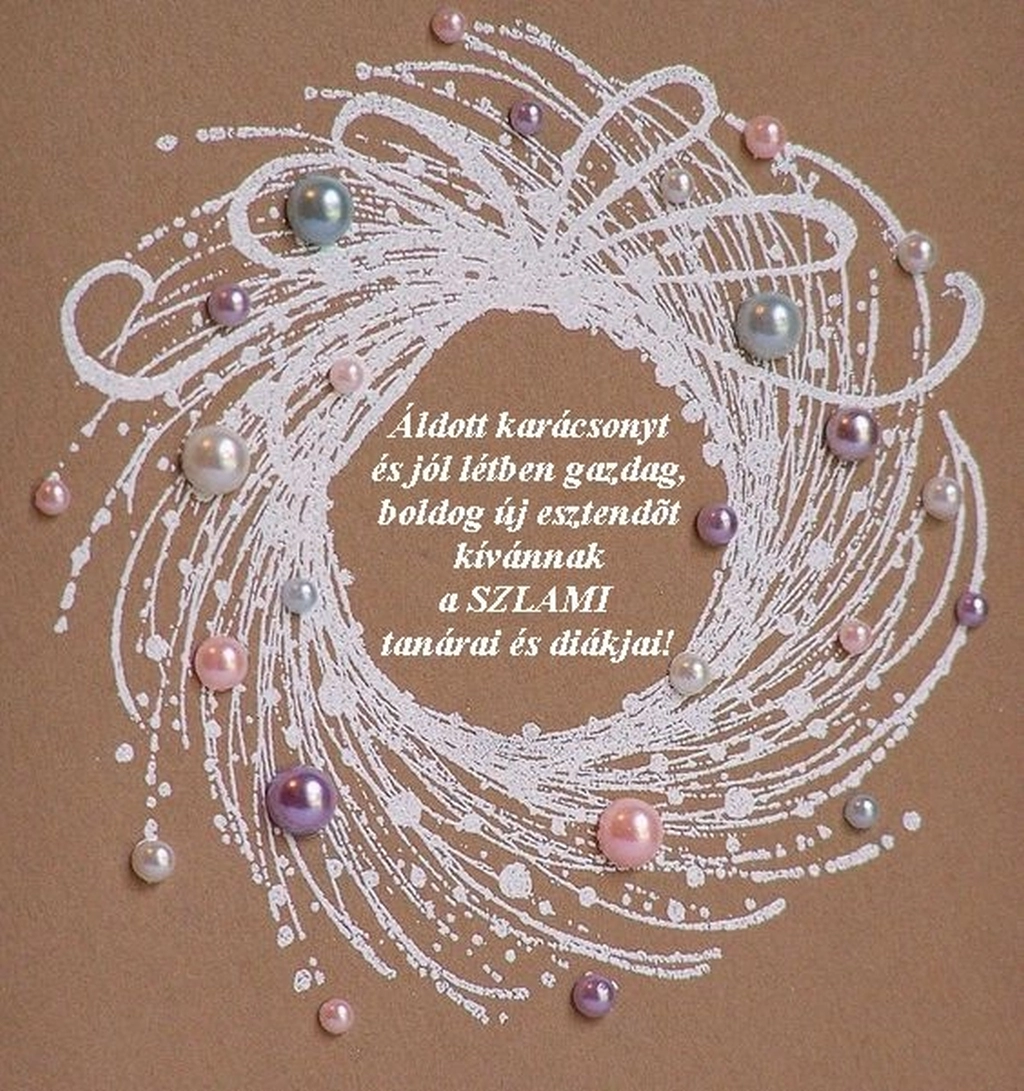 Áldott karácsonyt
és jól létben gazdag,
boldog új esztendõt
kívánnak
a SZLAMI
tanárai és diákjai!